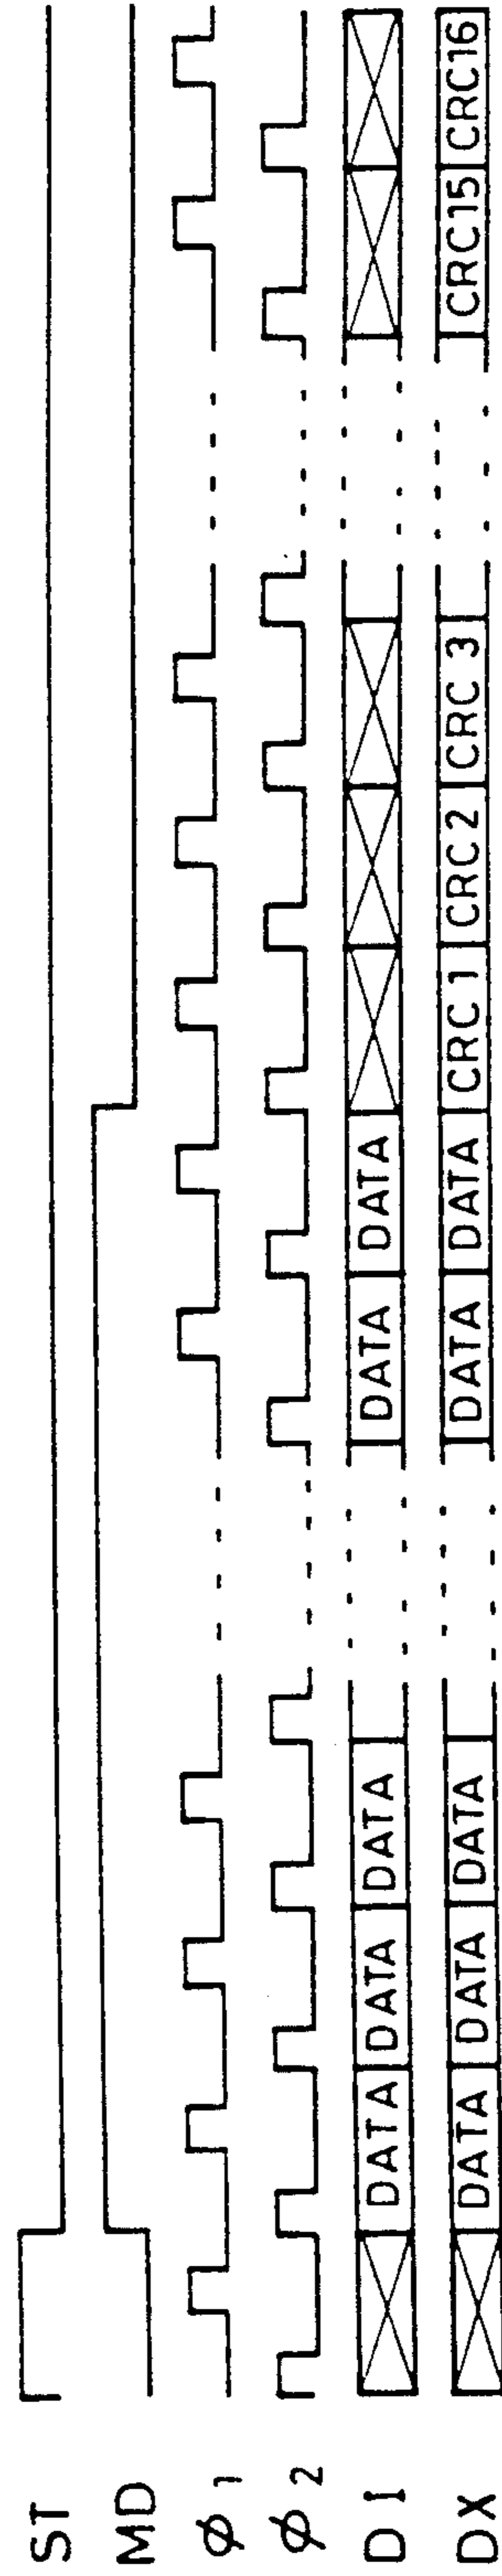 ST
MD
φ1
φ2
DI DATA DATA DATA DATA DATA
DX DATA DATA DATA DATA DATA CRC 1 CRC 2 CRC 3 CRC15 CRC16